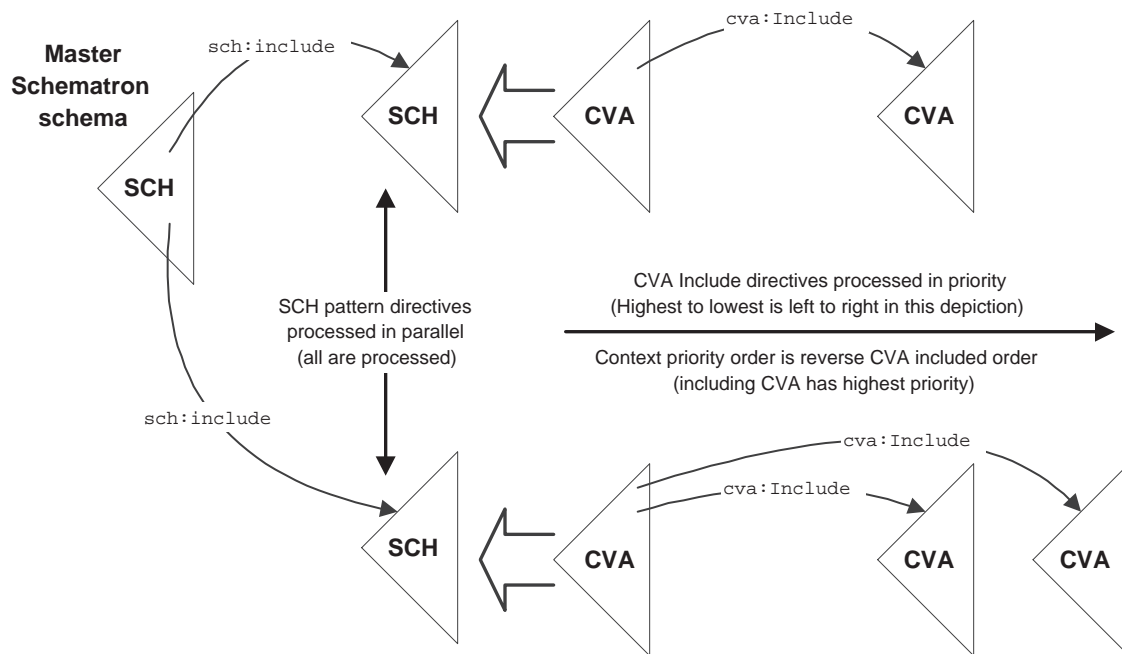 Master
Schematron
schema
sch:include
cva:Include
SCH
CVA
CVA
SCH
SCH pattern directives
processed in parallel
(all are processed)
CVA Include directives processed in priority
(Highest to lowest is left to right in this depiction)
Context priority order is reverse CVA included order
(including CVA has highest priority)
sch:include
cva:Include
cva:Include
SCH
CVA
CVA
CVA